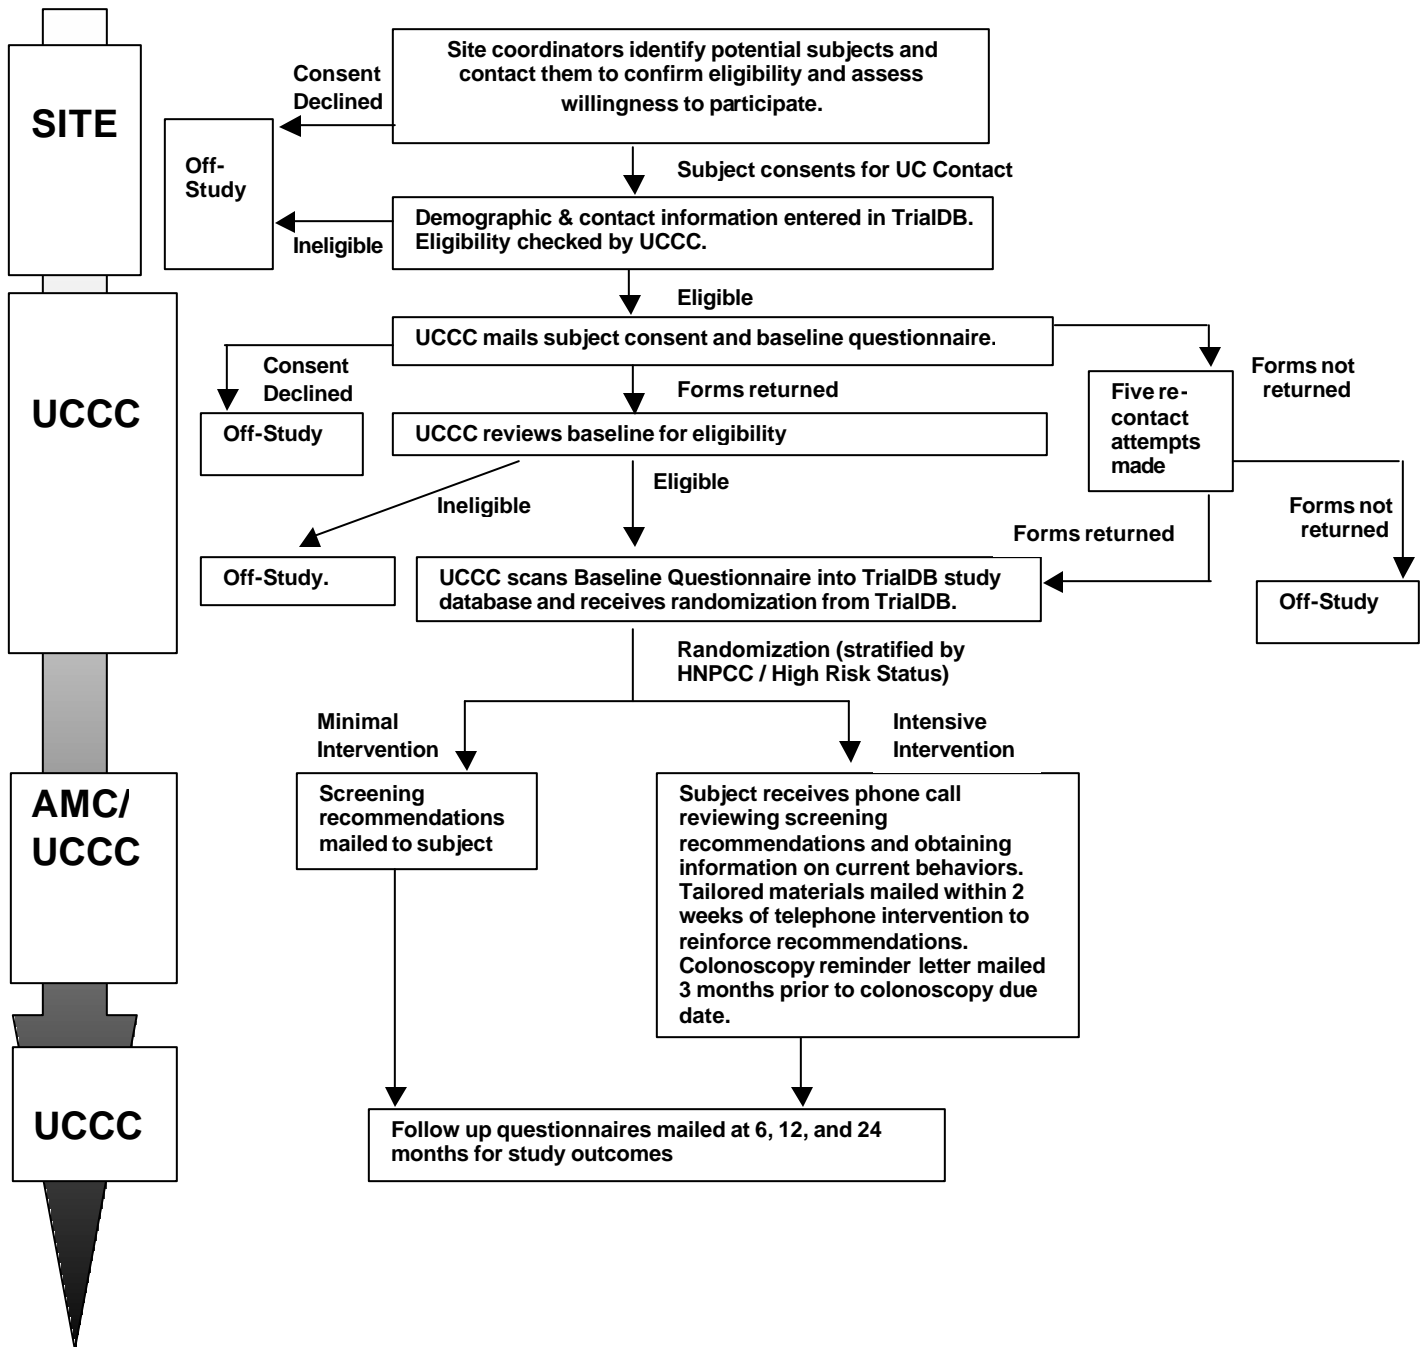 SITE
Site coordinators identify potential subjects and
contact them to confirm eligibility and assess
willingness to participate.
Consent
Declined
Off-
Study
Subject consents for UC Contact
Demographic & contact information entered in TrialDB.
Eligibility checked by UCCC.
Ineligible
Eligible
UCCC
UCCC mails subject consent and baseline questionnaire.
Consent
Declined
Forms returned
Forms not
returned
Five re-
contact
attempts
made
Off-Study
UCCC reviews baseline for eligibility
Ineligible
Eligible
Forms returned
Forms not
returned
Off-Study.
UCCC scans Baseline Questionnaire into TrialDB study
database and receives randomization from TrialDB.
Off-Study
Randomization (stratified by
HNPCC / High Risk Status)
Minimal
Intervention
Intensive
Intervention
AMC/
UCCC
Screening
recommendations
mailed to subject
Subject receives phone call
reviewing screening
recommendations and obtaining
information on current behaviors.
Tailored materials mailed within 2
weeks of telephone intervention to
reinforce recommendations.
Colonoscopy reminder letter mailed
3 months prior to colonoscopy due
date.
UCCC
Follow up questionnaires mailed at 6, 12, and 24
months for study outcomes